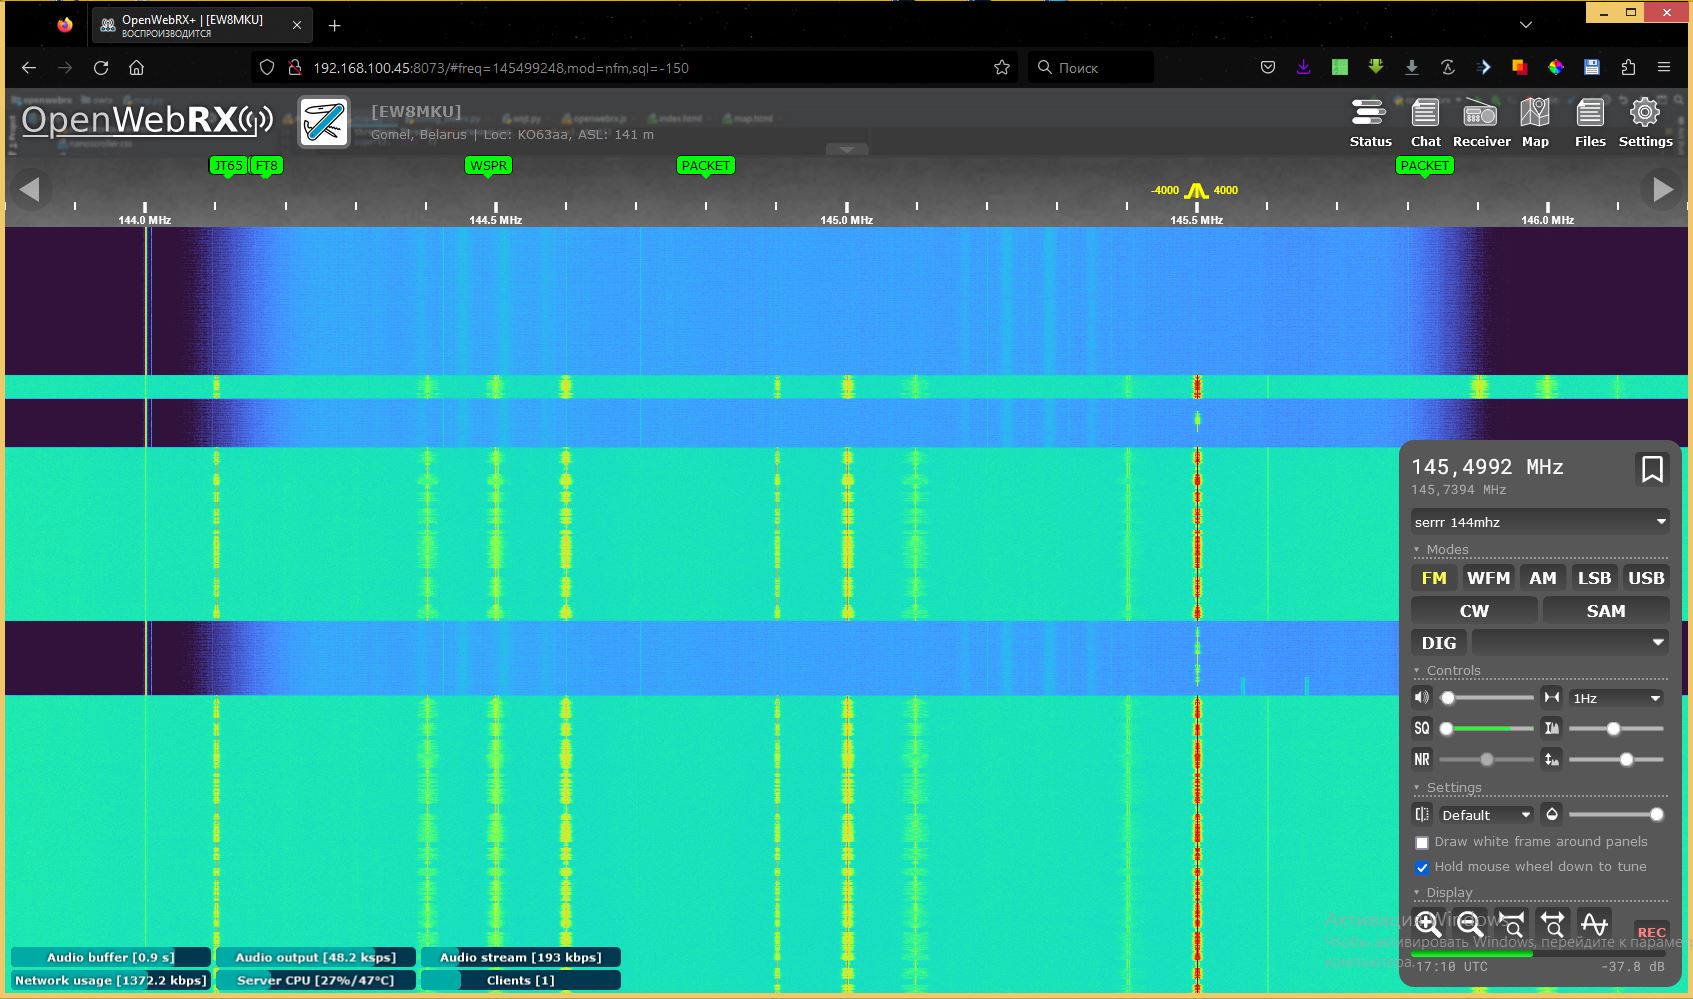 OpenWebRX+ | [EW8MKU]
ВОСПРОИЗВОДИТСЯ
192.168.100.45:8073/#freq=145499248,mod=nfm,sql=-150
Поиск
OpenWebRX
[EW8MKU]
Gomel, Belarus | Loc: KO63aa, ASL: 141 m
Status Chat Receiver Map Files Settings
JT65 FT8 WSPR PACKET PACKET
-4000 4000
144.0 MHz 144.5 MHz 145.0 MHz 145.5 MHz 146.0 MHz
145,4992 MHz
145,7394 MHz
serrr 144mhz
Modes
FM WFM AM LSB USB
CW SAM
DIG
Controls
1Hz
SQ
NR
Settings
Default
Draw white frame around panels
Hold mouse wheel down to tune
Display
Активация Windows
Чтобы активировать Windows, перейдите к параме
компьютера.
REC
17:10 UTC -37.8 dB
Audio buffer [0.9 s] Audio output [48.2 ksps] Audio stream [193 kbps]
Network usage [1372.2 kbps] Server CPU [27%/47°C] Clients [1]